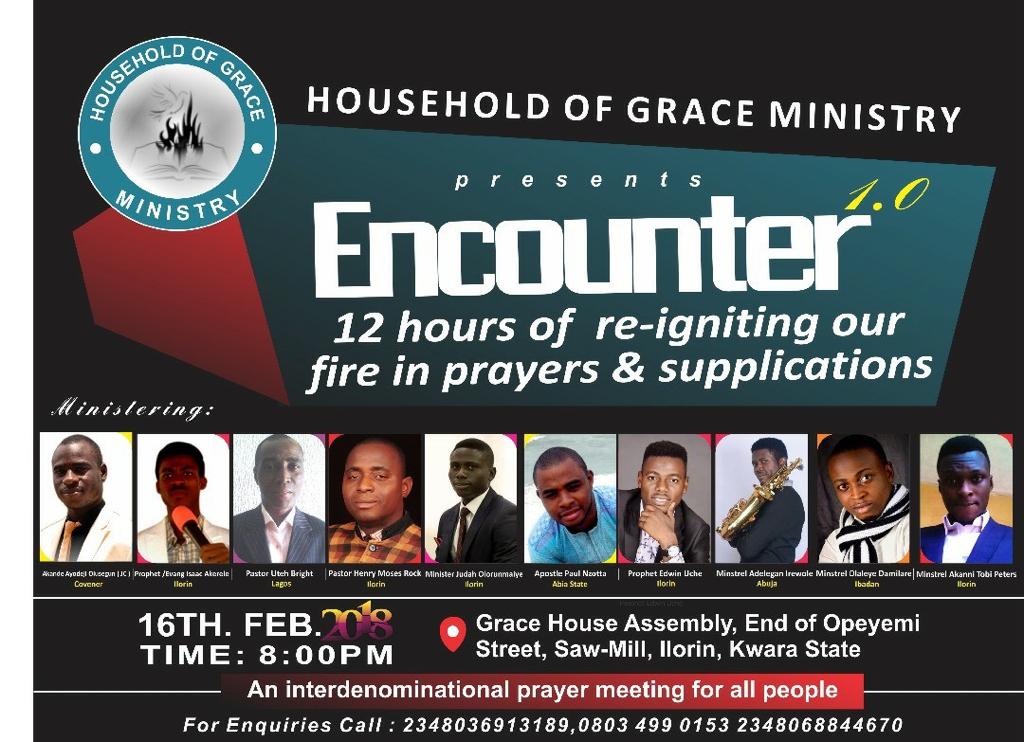 HOUSEHOLD OF GRACE
MINISTRY
HOUSEHOLD OF GRACE MINISTRY
presents
Encounter 1.0
12 hours of re-igniting our
fire in prayers & supplications
Ministering:
Akande Ayodeji Olusegun (JC)
Covener
Prophet /Evang Isaac Akerele
Ilorin
Pastor Uteh Bright
Lagos
Pastor Henry Moses Rock
Ilorin
Minister Judah Olorunmaiye
Ilorin
Apostle Paul Nzotta
Abia State
Prophet Edwin Uche
Ilorin
Minstrel Adelegan Irewole
Abuja
Minstrel Olaleye Damilare
Ibadan
Minstrel Akanni Tobi Peters
Ilorin
16TH. FEB. 2018
TIME: 8:00PM
Grace House Assembly, End of Opeyemi
Street, Saw-Mill, Ilorin, Kwara State
An interdenominational prayer meeting for all people
For Enquiries Call : 2348036913189,0803 499 0153 2348068844670